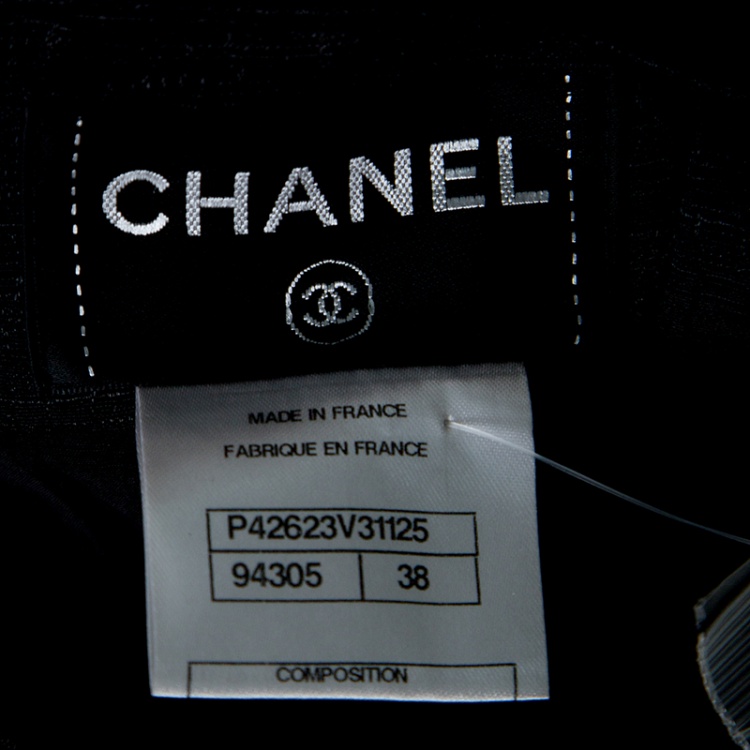 CHANEL
MADE IN FRANCE
FABRIQUE EN FRANCE
P42623V31125
94305 38
COMPOSITION